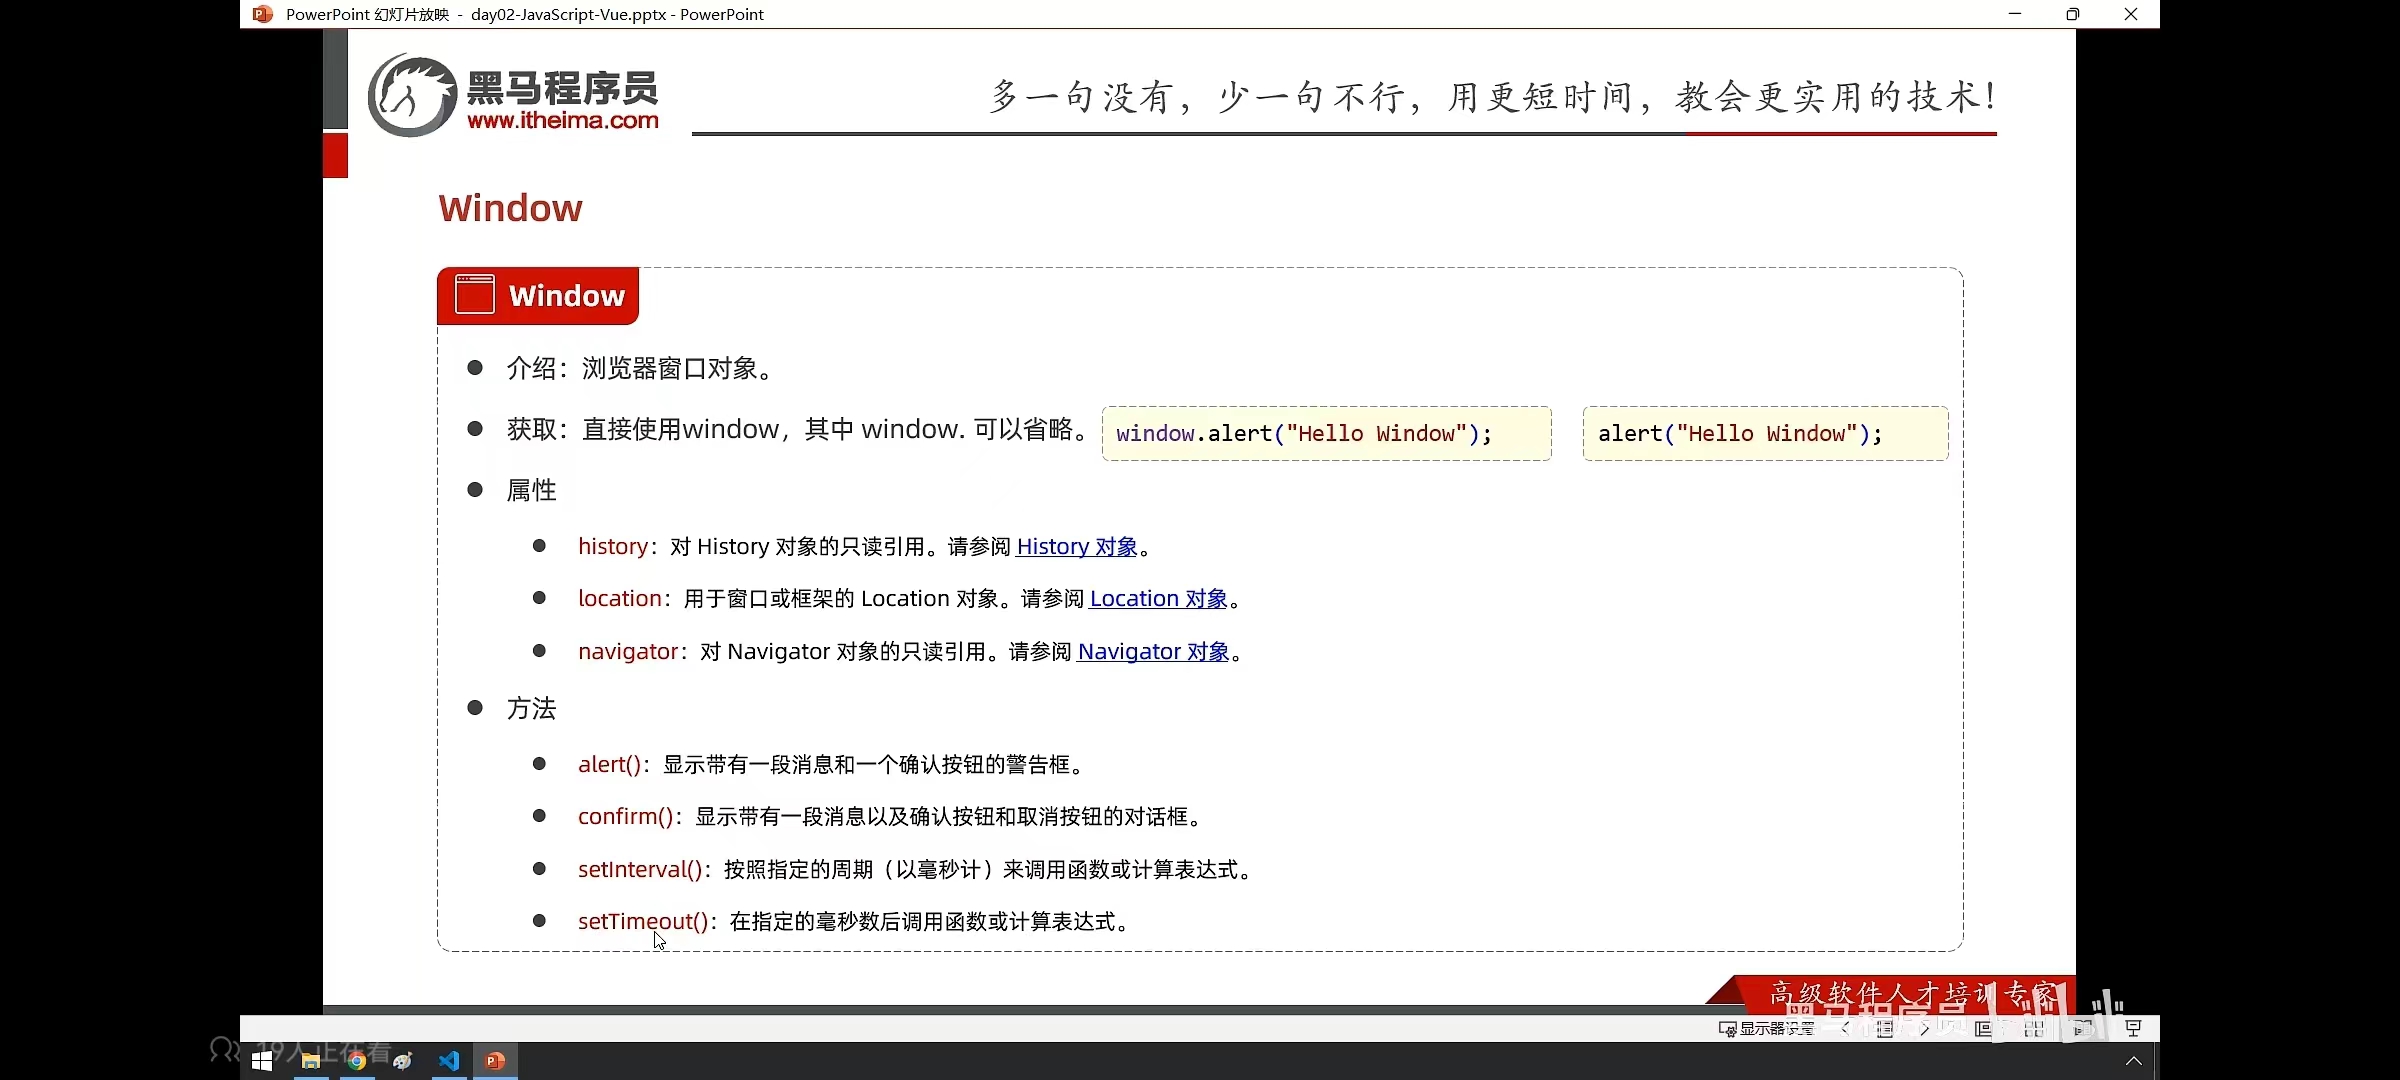 PowerPoint 幻灯片放映 - day02-JavaScript-Vue.pptx - PowerPoint
黑马程序员
www.itheima.com
多一句没有，少一句不行，用更短时间，教会更实用的技术！
Window
Window
介绍：浏览器窗口对象。
获取：直接使用window，其中 window. 可以省略。
window.alert("Hello Window");
alert("Hello Window");
属性
history：对 History 对象的只读引用。请参阅 History 对象。
location：用于窗口或框架的 Location 对象。请参阅 Location 对象。
navigator：对 Navigator 对象的只读引用。请参阅 Navigator 对象。
方法
alert()：显示带有一段消息和一个确认按钮的警告框。
confirm()：显示带有一段消息以及确认按钮和取消按钮的对话框。
setInterval()：按照指定的周期（以毫秒计）来调用函数或计算表达式。
setTimeout()：在指定的毫秒数后调用函数或计算表达式。
高级软件人才培训专家
黑马程序员
显示器设置
19人正在看